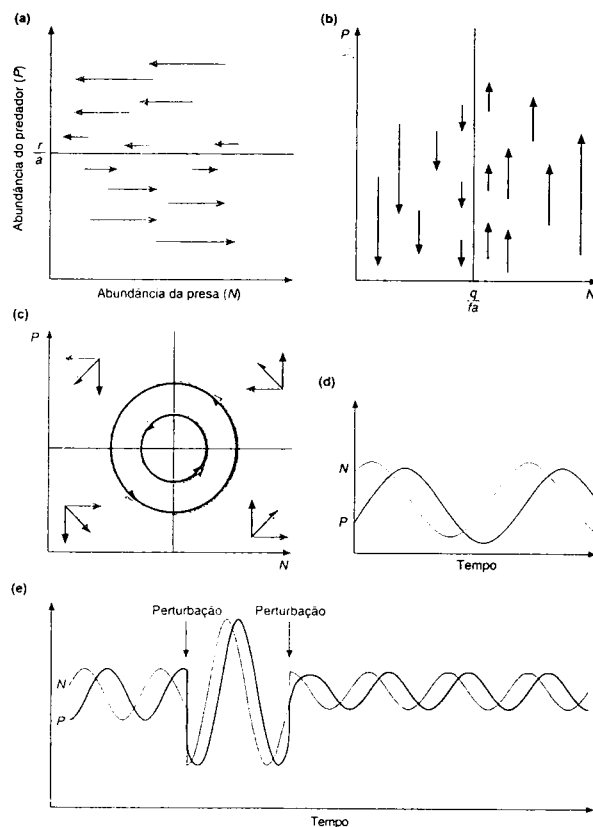 (a)
Abundância do predador (P)
r
a
Abundância da presa (N)
(b)
P
q
fa
N
(c)
P
N
(d)
N
P
Tempo
(e)
Perturbação Perturbação
N
P
Tempo